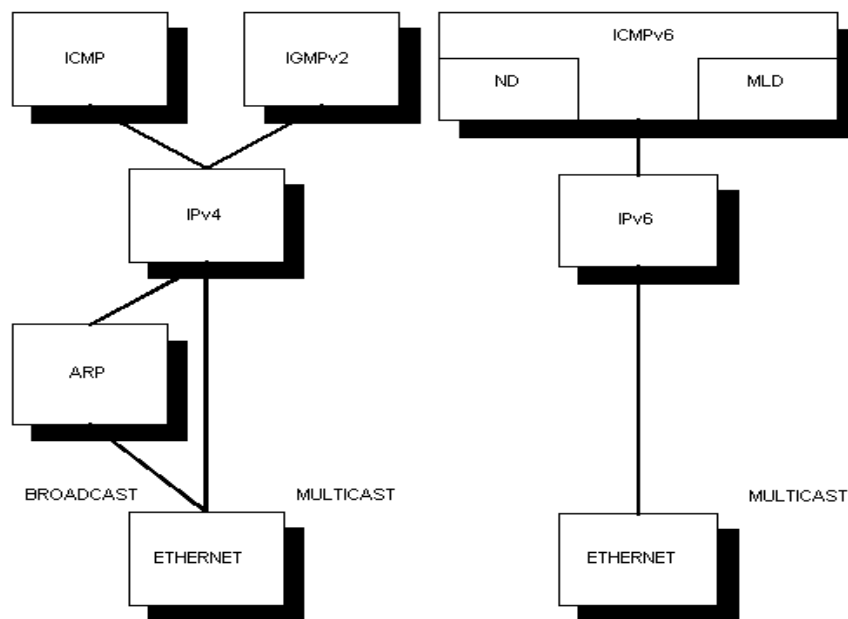 ICMP
IGMPv2
ICMPv6
ND
MLD
IPv4
IPv6
ARP
BROADCAST
MULTICAST
MULTICAST
ETHERNET
ETHERNET